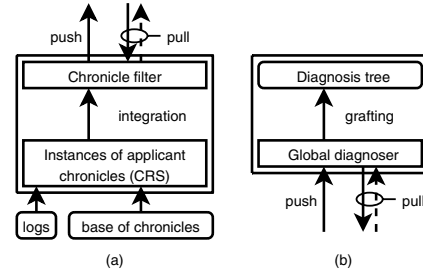 push
pull
Chronicle filter
integration
Instances of applicant
chronicles (CRS)
logs
base of chronicles
(a)
Diagnosis tree
grafting
Global diagnoser
push
pull
(b)